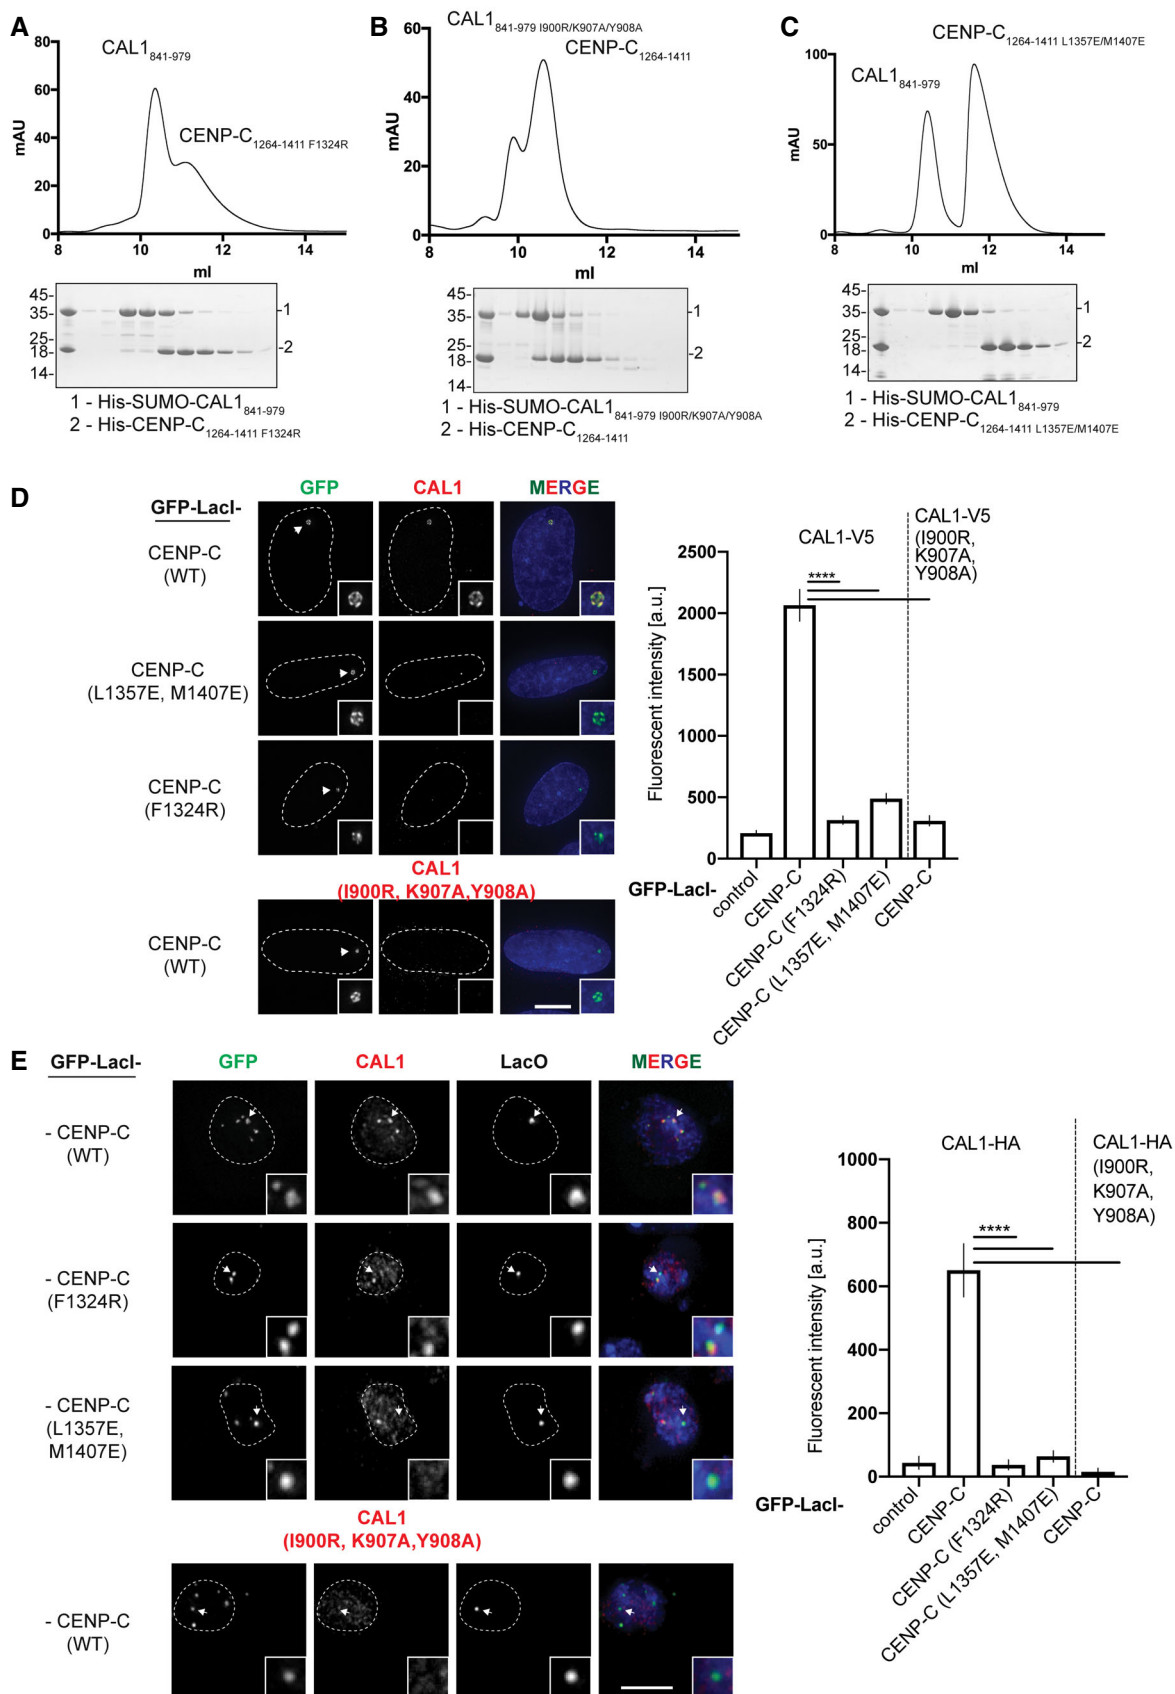 A
CAL1841-979
CENP-C1264-1411 F1324R
mAU
80
60
40
20
0
8 10 12 14
ml
45-
35-
25-
18-
14-
-1
-2
1 - His-SUMO-CAL1841-979
2 - His-CENP-C1264-1411 F1324R
B
CAL1841-979 I900R/K907A/Y908A
CENP-C1264-1411
mAU
60
40
20
0
8 10 12 14
ml
45-
35-
25-
18-
14-
-1
-2
1 - His-SUMO-CAL1841-979 I900R/K907A/Y908A
2 - His-CENP-C1264-1411
C
CENP-C1264-1411 L1357E/M1407E
CAL1841-979
mAU
100
50
0
8 10 12 14
ml
45-
35-
25-
18-
14-
-1
-2
1 - His-SUMO-CAL1841-979
2 - His-CENP-C1264-1411 L1357E/M1407E
D
GFP-LacI-
GFP CAL1 MERGE
CENP-C
(WT)
CENP-C
(L1357E, M1407E)
CENP-C
(F1324R)
CAL1
(I900R, K907A,Y908A)
CENP-C
(WT)
CAL1-V5
CAL1-V5
(I900R,
K907A,
Y908A)
****
Fluorescent intensity [a.u.]
2500
2000
1500
1000
500
0
GFP-LacI-
control
CENP-C
CENP-C (F1324R)
CENP-C (L1357E, M1407E)
CENP-C
E
GFP-LacI-
GFP CAL1 LacO MERGE
- CENP-C
(WT)
- CENP-C
(F1324R)
- CENP-C
(L1357E,
M1407E)
CAL1
(I900R, K907A,Y908A)
- CENP-C
(WT)
CAL1-HA
CAL1-HA
(I900R,
K907A,
Y908A)
****
Fluorescent intensity [a.u.]
1000
800
600
400
200
0
GFP-LacI-
control
CENP-C
CENP-C (F1324R)
CENP-C (L1357E, M1407E)
CENP-C